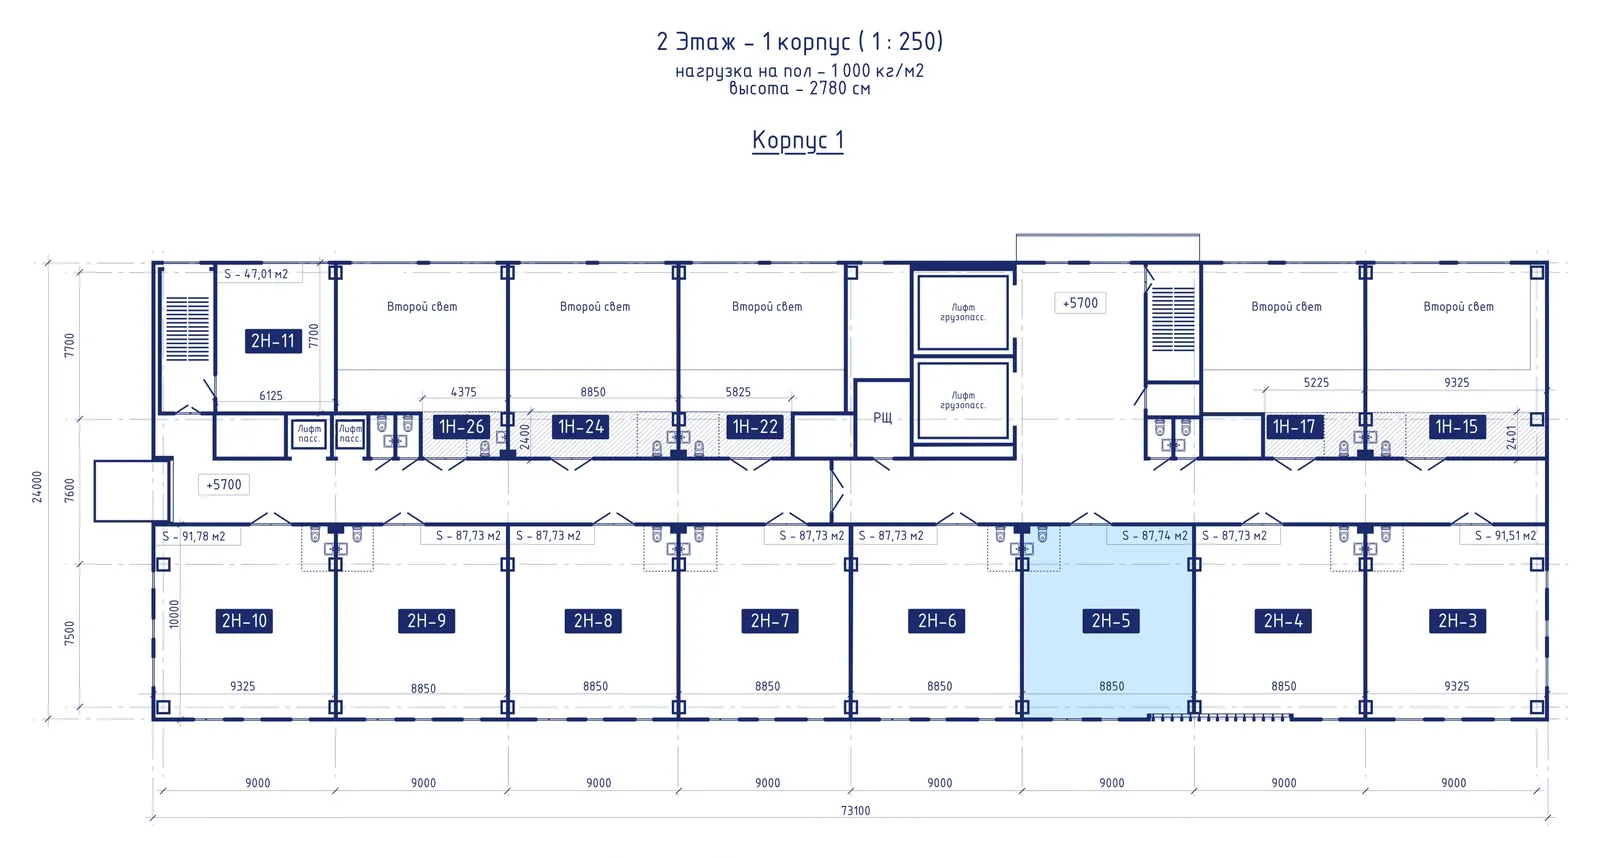 2 Этаж - 1 корпус ( 1 : 250)
нагрузка на пол - 1 000 кг/м2
высота - 2780 см
Корпус 1
S - 47,01 м2
Второй свет
Второй свет
Второй свет
Лифт
грузопасс.
+5700
Второй свет
Второй свет
2Н-11
7700
7700
6125
4375
8850
5825
Лифт
грузопасс.
5225
9325
Лифт
пасс.
Лифт
пасс.
1Н-26
2400
1Н-24
1Н-22
РЩ
1Н-17
1Н-15
2401
24000
7600
+5700
S - 91,78 м2
S - 87,73 м2
S - 87,73 м2
S - 87,73 м2
S - 87,73 м2
S - 87,74 м2
S - 87,73 м2
S - 91,51 м2
7500
10000
2Н-10
2Н-9
2Н-8
2Н-7
2Н-6
2Н-5
2Н-4
2Н-3
9325
8850
8850
8850
8850
8850
8850
9325
9000
9000
9000
9000
9000
9000
9000
9000
73100